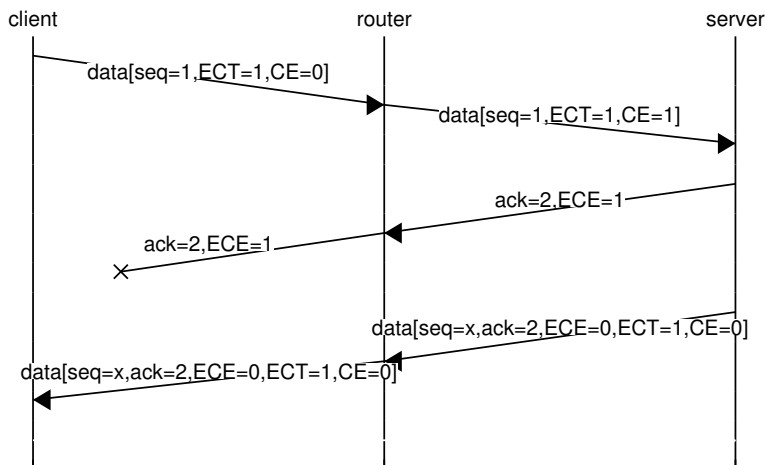 client
router
server
data[seq=1,ECT=1,CE=0]
data[seq=1,ECT=1,CE=1]
ack=2,ECE=1
ack=2,ECE=1
data[seq=x,ack=2,ECE=0,ECT=1,CE=0]
data[seq=x,ack=2,ECE=0,ECT=1,CE=0]